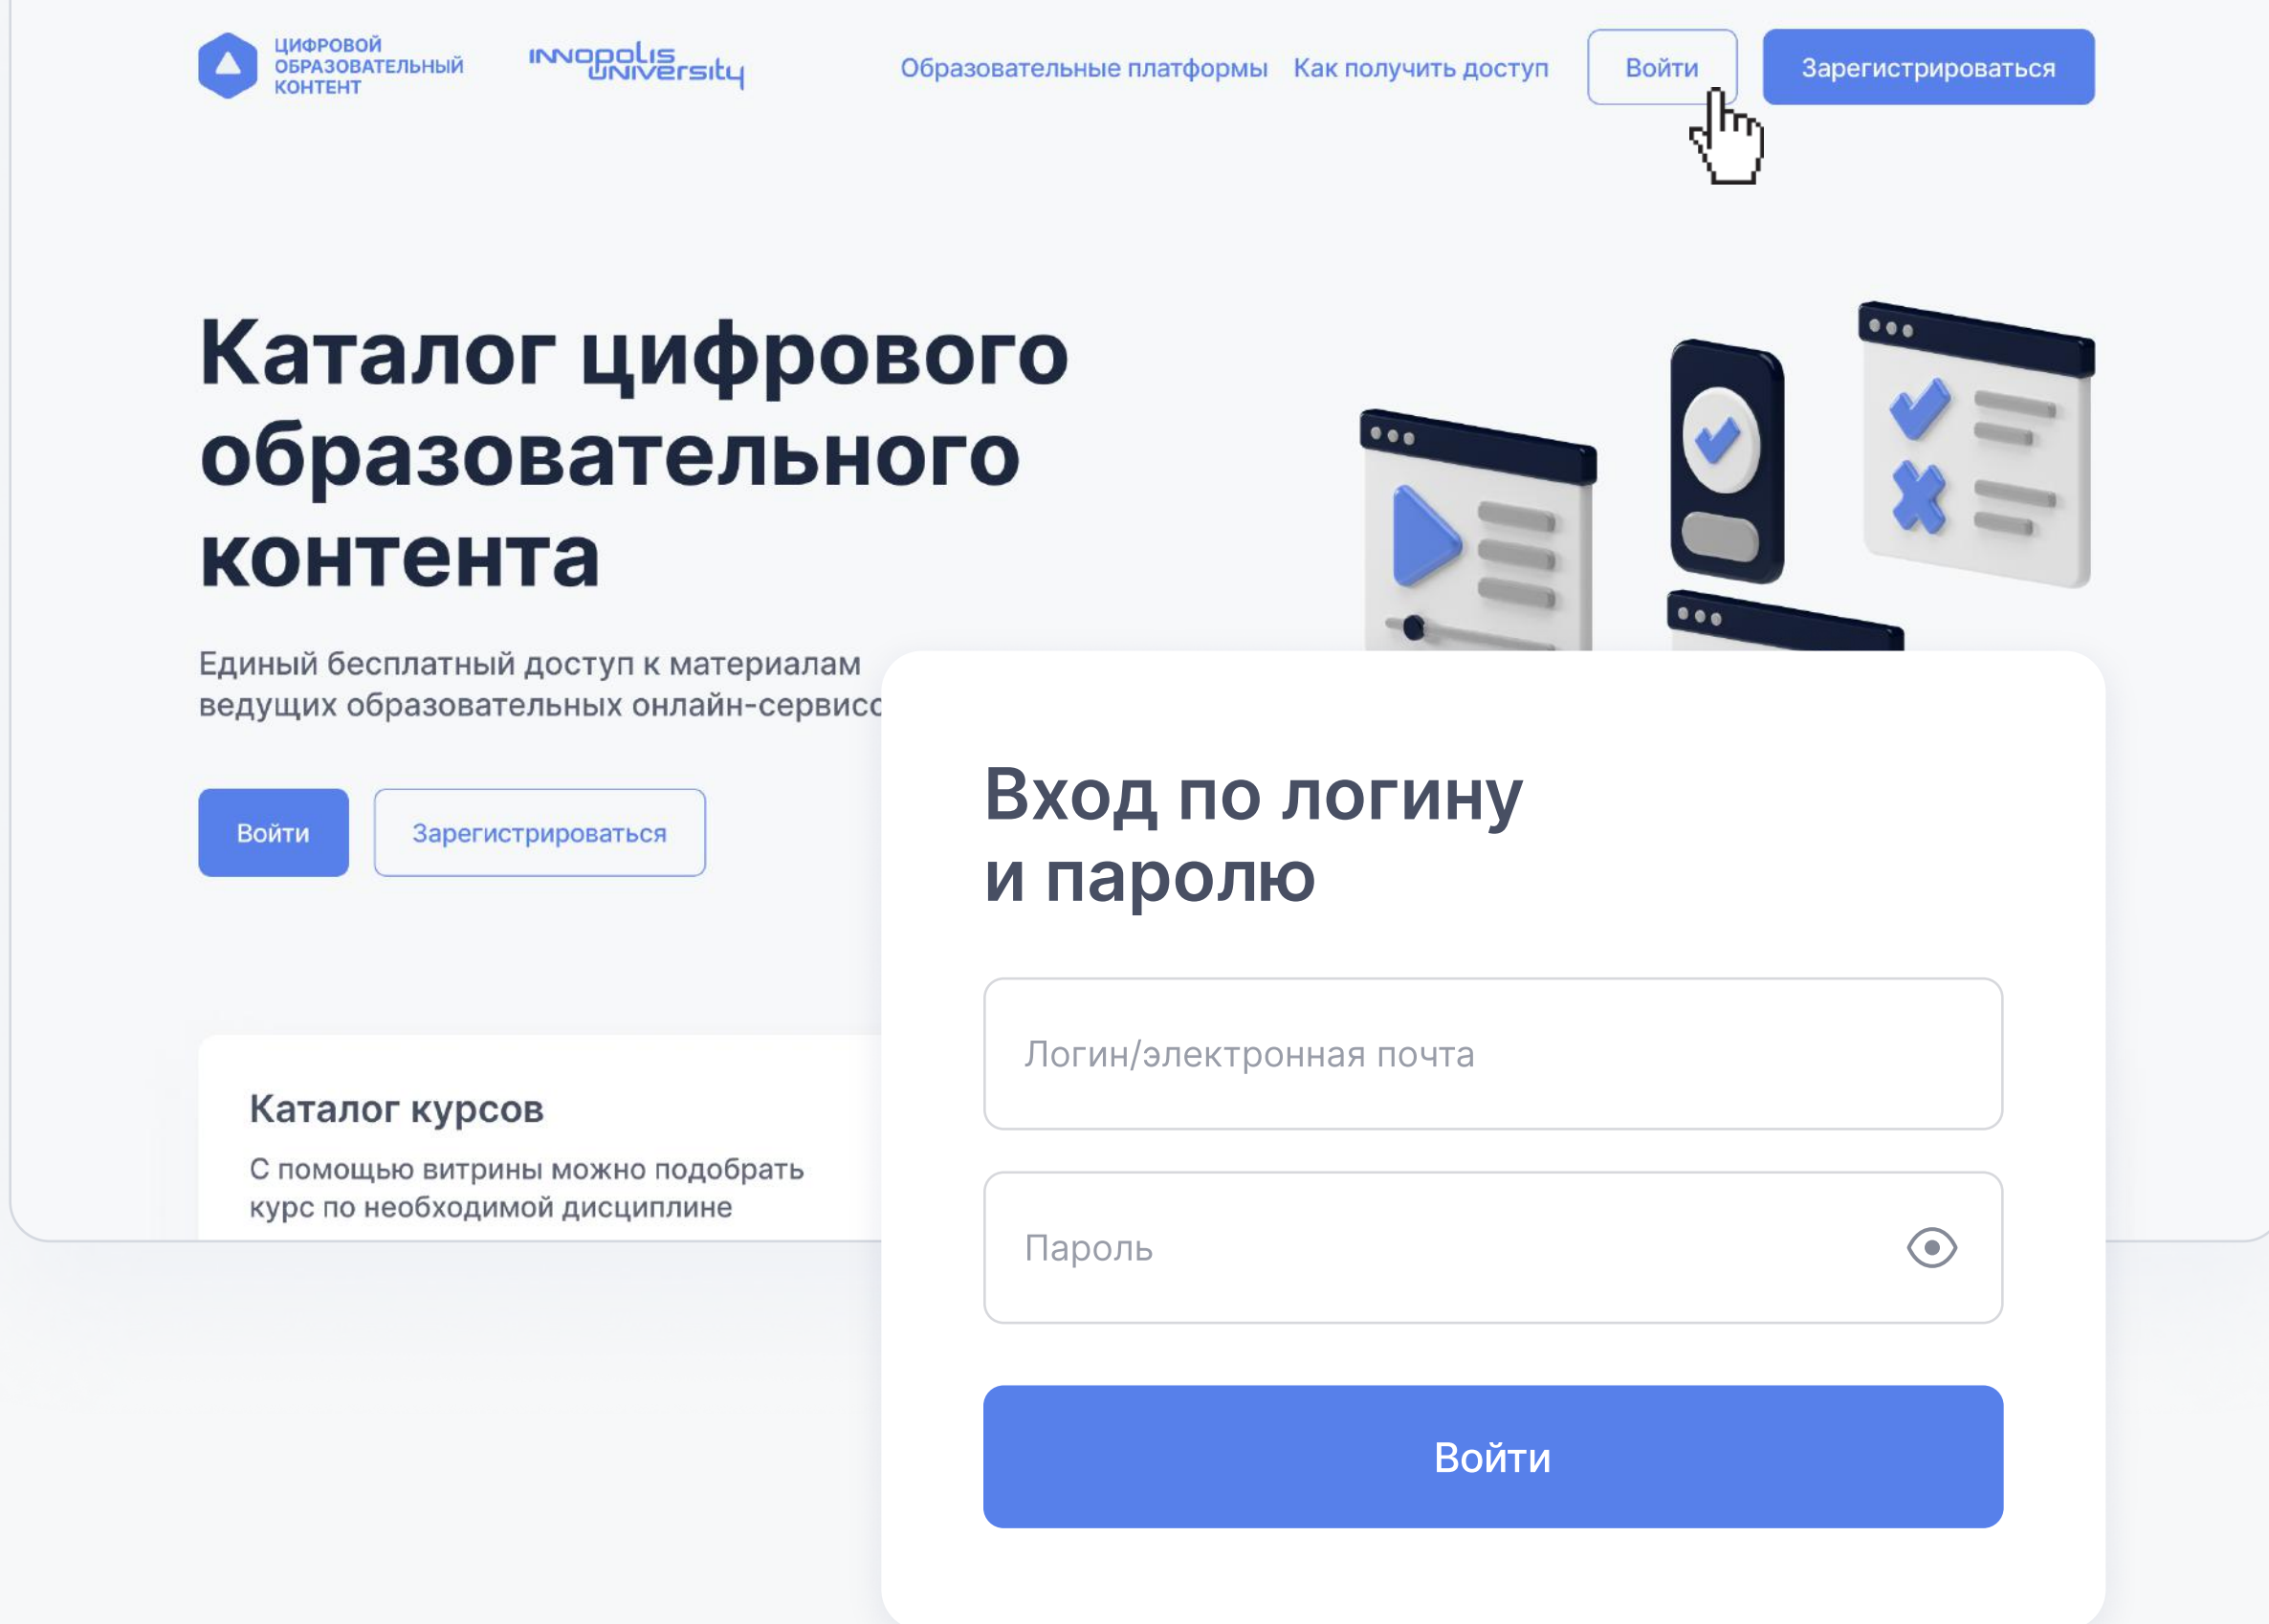 ЦИФРОВОЙ
ОБРАЗОВАТЕЛЬНЫЙ
КОНТЕНТ
INNOPOLIS
UNIVERSITY
Образовательные платформы
Как получить доступ
Войти
Зарегистрироваться
Каталог цифрового
образовательного
контента
Единый бесплатный доступ к материалам
ведущих образовательных онлайн-сервисо
Войти
Зарегистрироваться
Каталог курсов
С помощью витрины можно подобрать
курс по необходимой дисциплине
Вход по логину
и паролю
Логин/электронная почта
Пароль
Войти